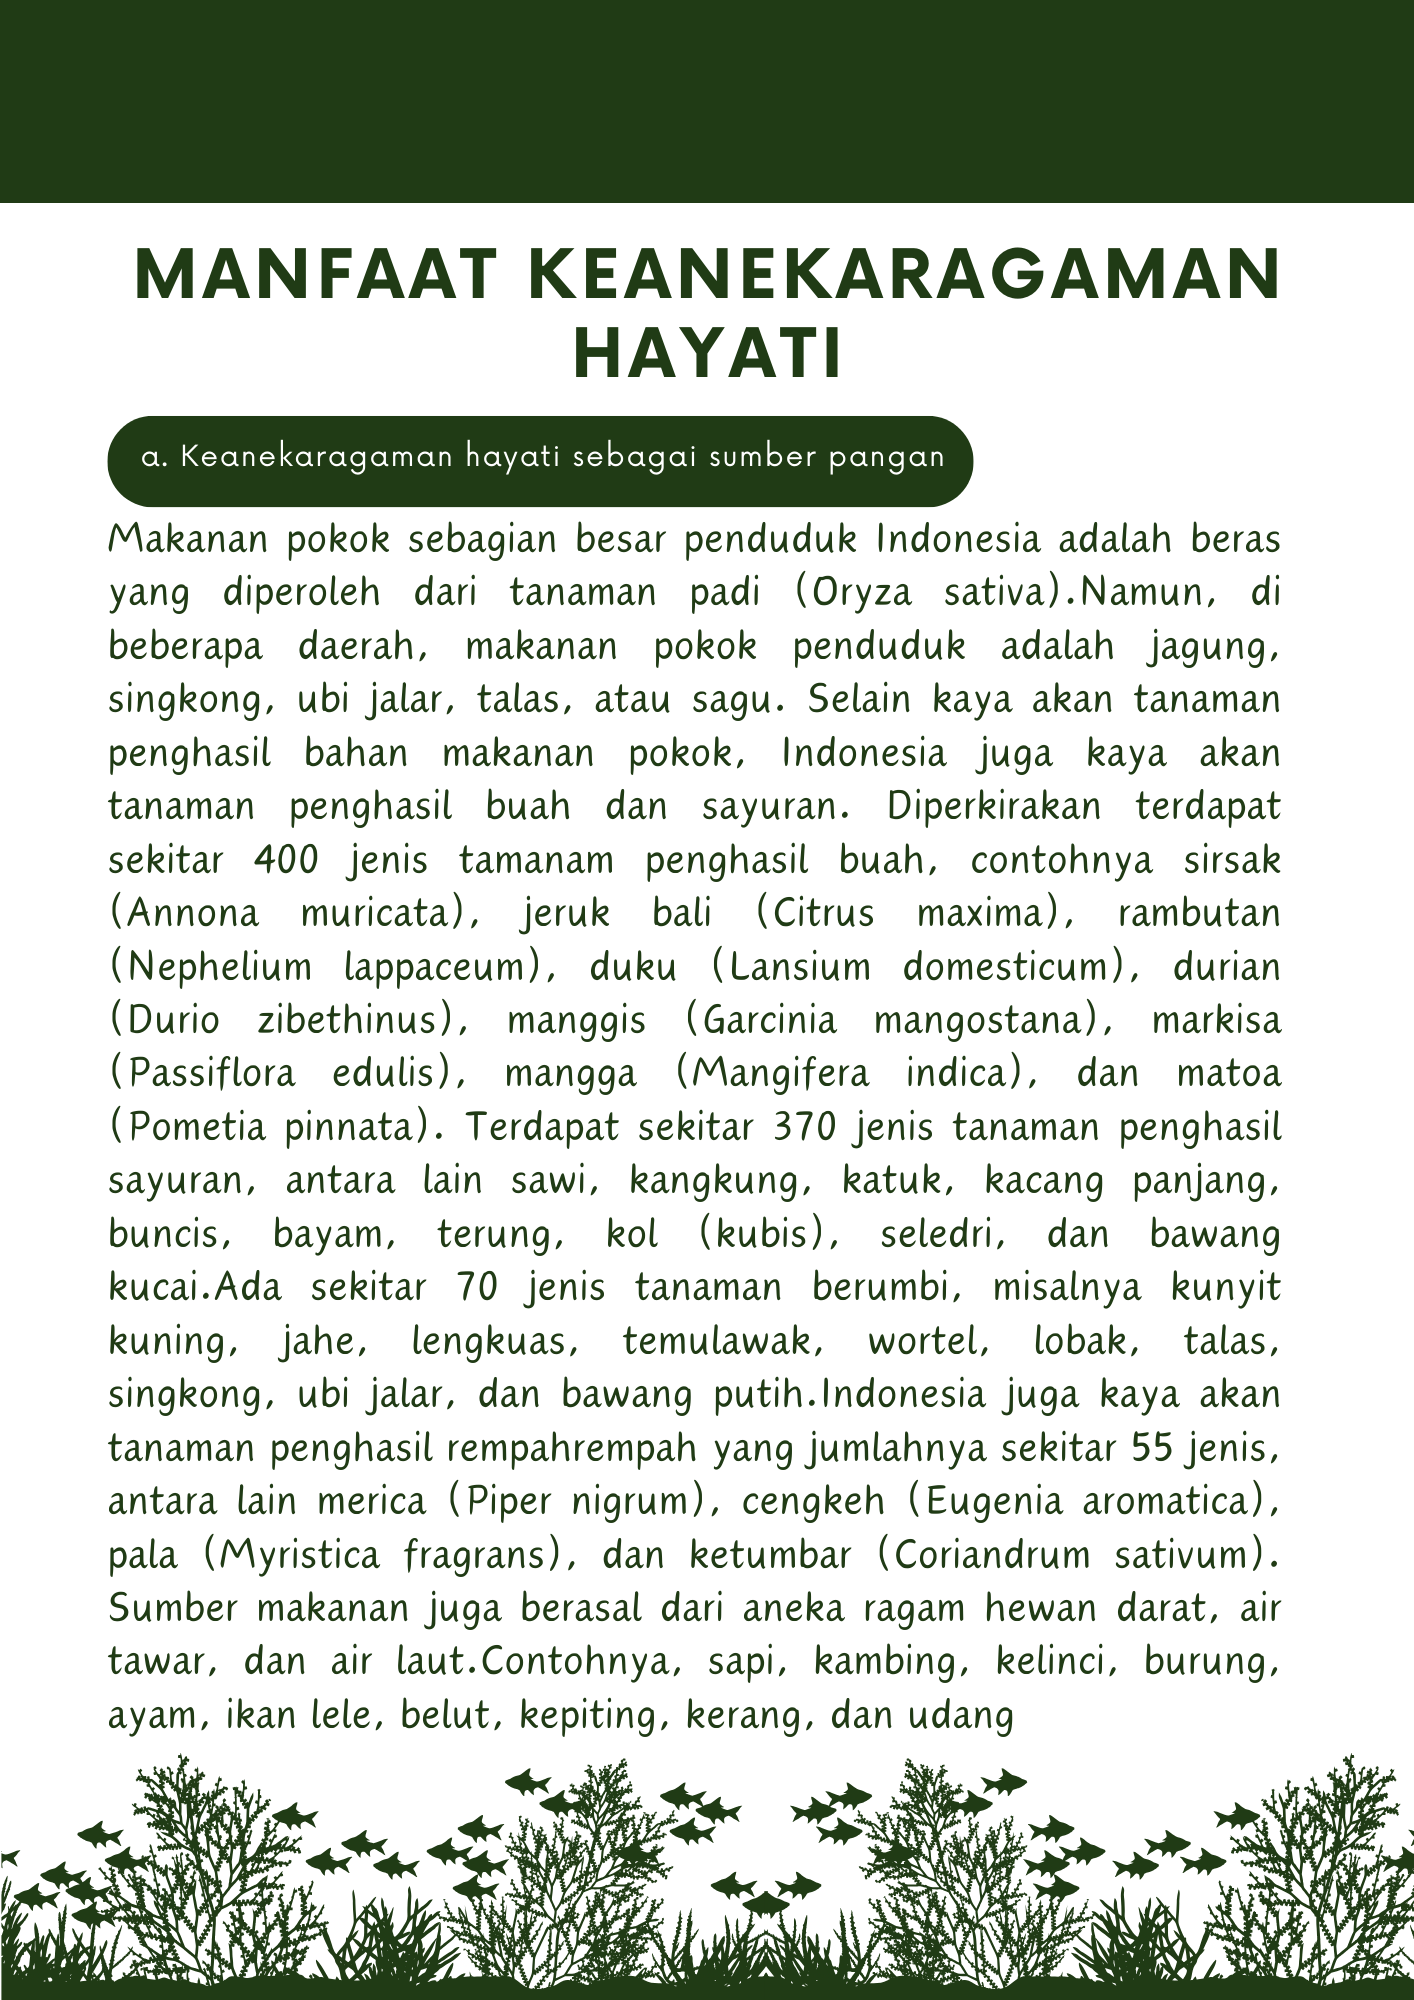 MANFAAT KEANEKARAGAMAN
HAYATI
a. Keanekaragaman hayati sebagai sumber pangan
Makanan pokok sebagian besar penduduk Indonesia adalah beras
yang diperoleh dari tanaman padi (Oryza sativa).Namun, di
beberapa daerah, makanan pokok penduduk adalah jagung,
singkong, ubi jalar, talas, atau sagu. Selain kaya akan tanaman
penghasil bahan makanan pokok, Indonesia juga kaya akan
tanaman penghasil buah dan sayuran. Diperkirakan terdapat
sekitar 400 jenis tamanam penghasil buah, contohnya sirsak
(Annona muricata), jeruk bali (Citrus maxima), rambutan
(Nephelium lappaceum), duku (Lansium domesticum), durian
(Durio zibethinus), manggis (Garcinia mangostana), markisa
(Passiflora edulis), mangga (Mangifera indica), dan matoa
(Pometia pinnata). Terdapat sekitar 370 jenis tanaman penghasil
sayuran, antara lain sawi, kangkung, katuk, kacang panjang,
buncis, bayam, terung, kol (kubis), seledri, dan bawang
kucai.Ada sekitar 70 jenis tanaman berumbi, misalnya kunyit
kuning, jahe, lengkuas, temulawak, wortel, lobak, talas,
singkong, ubi jalar, dan bawang putih.Indonesia juga kaya akan
tanaman penghasil rempahrempah yang jumlahnya sekitar 55 jenis,
antara lain merica (Piper nigrum), cengkeh (Eugenia aromatica),
pala (Myristica fragrans), dan ketumbar (Coriandrum sativum).
Sumber makanan juga berasal dari aneka ragam hewan darat, air
tawar, dan air laut.Contohnya, sapi, kambing, kelinci, burung,
ayam, ikan lele, belut, kepiting, kerang, dan udang